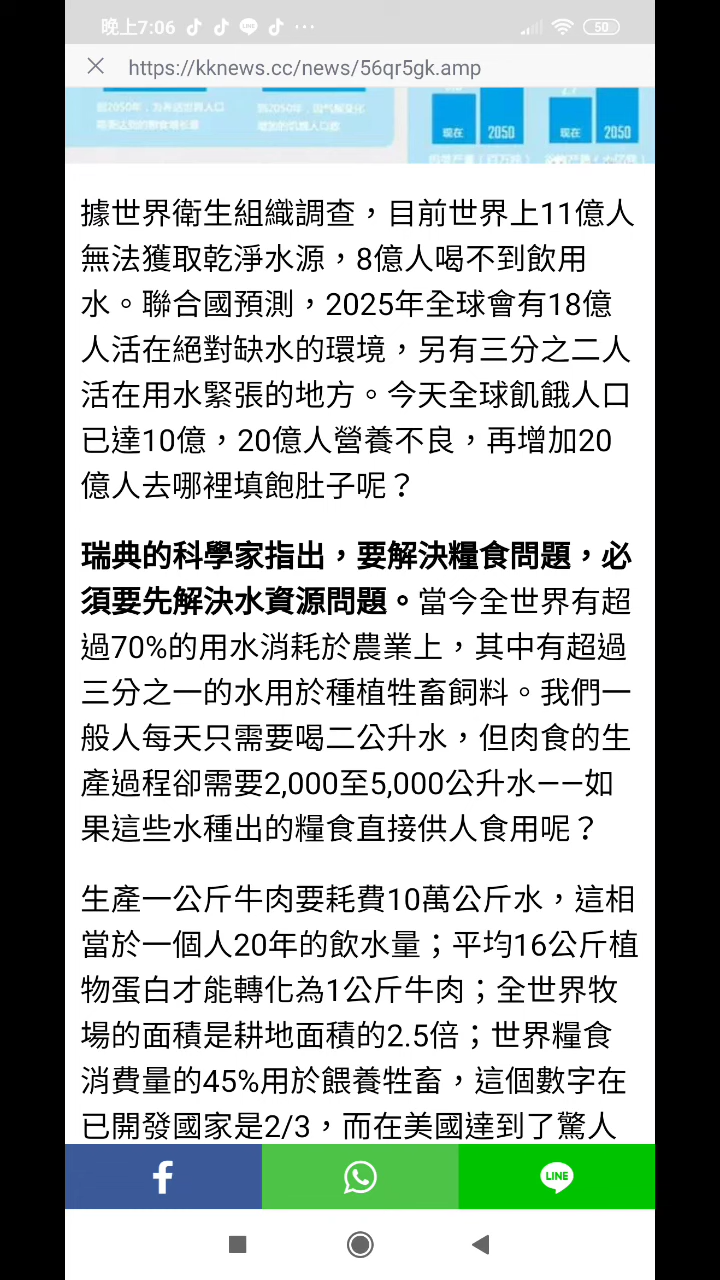 晚上7:06
50
https://kknews.cc/news/56qr5gk.amp
現在
2050
現在
2050
據世界衛生組織調查，目前世界上11億人
無法獲取乾淨水源，8億人喝不到飲用
水。聯合國預測，2025年全球會有18億
人活在絕對缺水的環境，另有三分之二人
活在用水緊張的地方。今天全球飢餓人口
已達10億，20億人營養不良，再增加20
億人去哪裡填飽肚子呢？
瑞典的科學家指出，要解決糧食問題，必
須要先解決水資源問題。當今全世界有超
過70%的用水消耗於農業上，其中有超過
三分之一的水用於種植牲畜飼料。我們一
般人每天只需要喝二公升水，但肉食的生
產過程卻需要2,000至5,000公升水——如
果這些水種出的糧食直接供人食用呢？
生產一公斤牛肉要耗費10萬公斤水，這相
當於一個人20年的飲水量；平均16公斤植
物蛋白才能轉化為1公斤牛肉；全世界牧
場的面積是耕地面積的2.5倍；世界糧食
消費量的45%用於餵養牲畜，這個數字在
已開發國家是2/3，而在美國達到了驚人
LINE